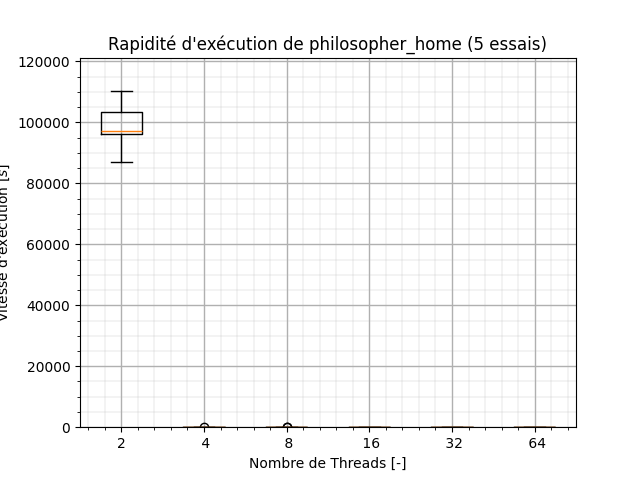 Rapidité d'exécution de philosopher_home (5 essais)
Vitesse d'exécution [s]
120000
100000
80000
60000
40000
20000
0
2 4 8 16 32 64
Nombre de Threads [-]